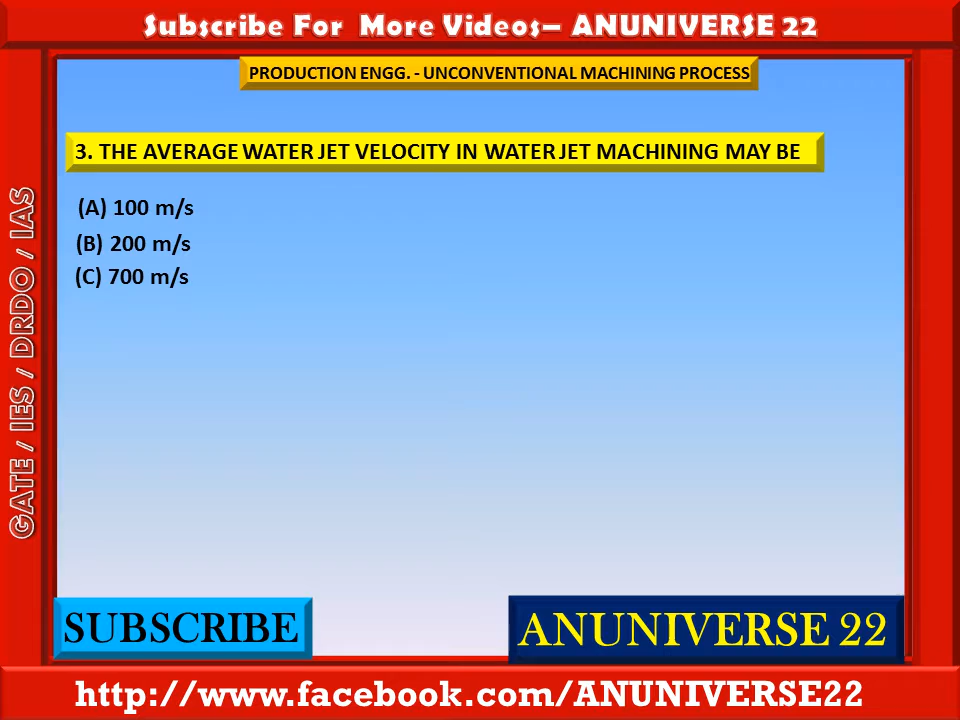 Subscribe For More Videos– ANUNIVERSE 22
PRODUCTION ENGG. - UNCONVENTIONAL MACHINING PROCESS
3. THE AVERAGE WATER JET VELOCITY IN WATER JET MACHINING MAY BE
(A) 100 m/s
(B) 200 m/s
(C) 700 m/s
GATE / IES / DRDO / IAS
SUBSCRIBE
ANUNIVERSE 22
http://www.facebook.com/ANUNIVERSE22